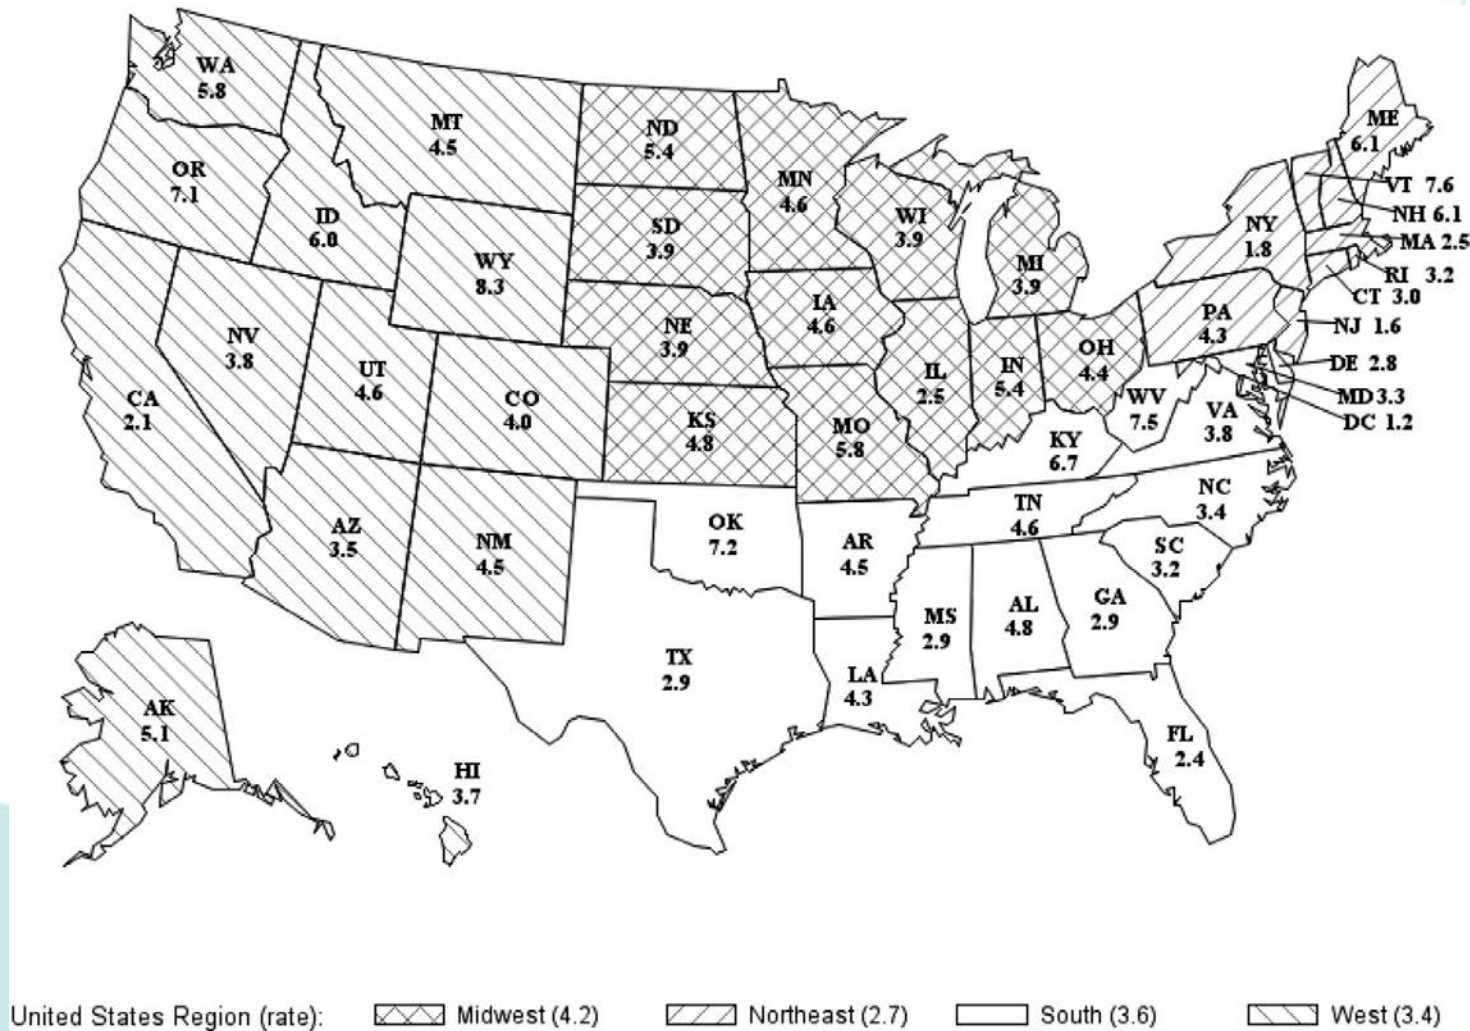 WA
5.8
MT
4.5
ND
5.4
MN
4.6
ME
6.1
OR
7.1
ID
6.0
WY
8.3
SD
3.9
WI
3.9
MI
3.9
NY
1.8
VT 7.6
NH 6.1
MA 2.5
RI 3.2
CT 3.0
NJ 1.6
DE 2.8
MD 3.3
DC 1.2
NV
3.8
UT
4.6
CO
4.0
NE
3.9
IA
4.6
IL
2.5
IN
5.4
OH
4.4
PA
4.3
CA
2.1
KS
4.8
MO
5.8
KY
6.7
WV
7.5
VA
3.8
AZ
3.5
NM
4.5
OK
7.2
AR
4.5
TN
4.6
NC
3.4
SC
3.2
TX
2.9
LA
4.3
MS
2.9
AL
4.8
GA
2.9
FL
2.4
AK
5.1
HI
3.7
United States Region (rate): Midwest (4.2) Northeast (2.7) South (3.6) West (3.4)